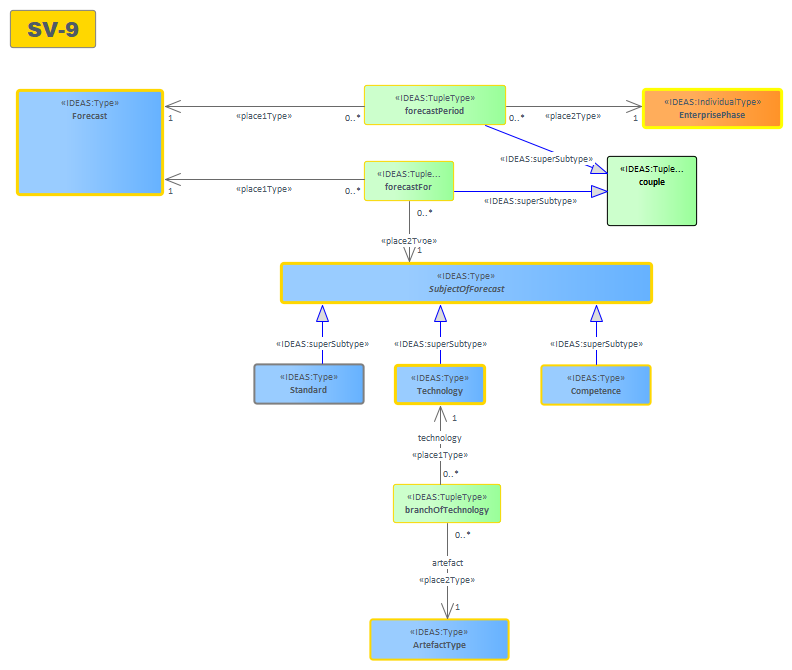 SV-9
«IDEAS:Type»
Forecast
«IDEAS:TupleType»
forecastPeriod
«IDEAS:IndividualType»
EnterprisePhase
1
«place1Type»
0..*
0..*
«place2Type»
1
«IDEAS:superSubtype»
«IDEAS:Tuple...
forecastFor
«IDEAS:Tuple...
couple
1
«place1Type»
0..*
«IDEAS:superSubtype»
0..*
«place2Type»
1
«IDEAS:Type»
SubjectOfForecast
«IDEAS:superSubtype»
«IDEAS:superSubtype»
«IDEAS:superSubtype»
«IDEAS:Type»
Standard
«IDEAS:Type»
Technology
«IDEAS:Type»
Competence
1
technology
«place1Type»
0..*
«IDEAS:TupleType»
branchOfTechnology
0..*
artefact
«place2Type»
1
«IDEAS:Type»
ArtefactType